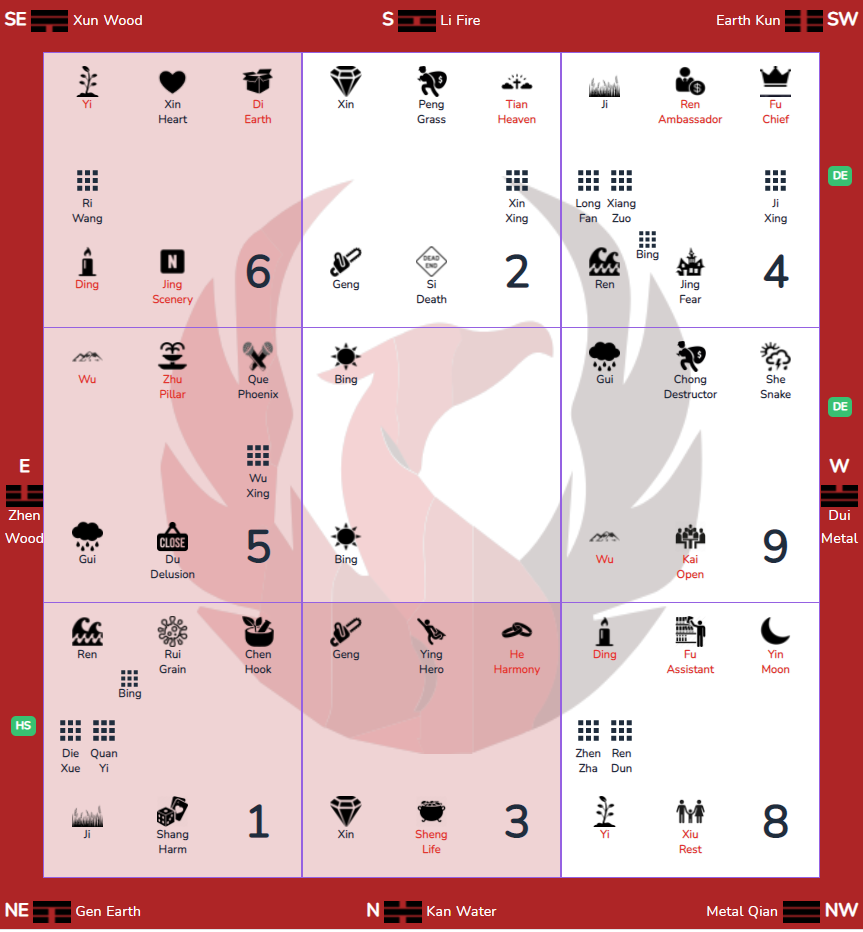 SE Xun Wood S Li Fire Earth Kun SW
Yi Xin Heart Di Earth
Ri Wang
Ding N Jing Scenery 6
Xin Peng Grass Tian Heaven
Xin Xing
Geng DEAD END Si Death 2
Ji Ren Ambassador Fu Chief
DE
Long Fan Xiang Zuo Ji Xing
Bing
Ren Jing Fear 4
Wu Zhu Pillar Que Phoenix
Wu Xing
E
Zhen
Wood
Gui CLOSE Du Delusion 5
Bing
Bing
Gui Chong Destructor She Snake
DE
W
Dui
Metal
Wu Kai Open 9
Ren Rui Grain Chen Hook
Bing
HS
Die Xue Quan Yi
Ji Shang Harm 1
Geng Ying Hero He Harmony
Xin Sheng Life 3
Ding Fu Assistant Yin Moon
Zhen Zha Ren Dun
Yi Xiu Rest 8
NE Gen Earth N Kan Water Metal Qian NW